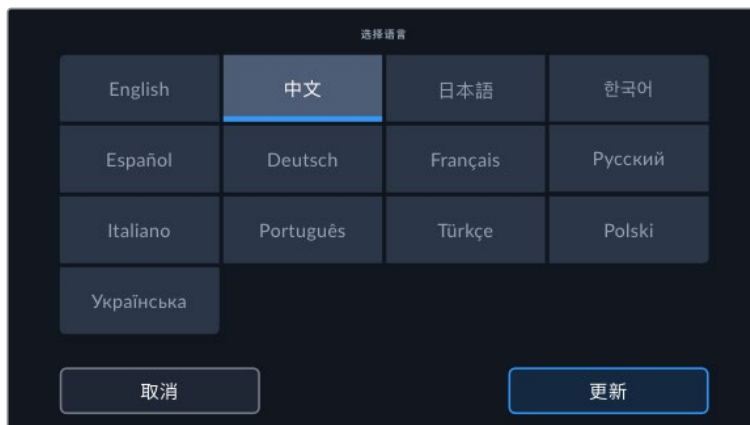 选择语言
English 中文 日本語 한국어
Español Deutsch Français Русский
Italiano Português Türkçe Polski
Українська
取消 更新